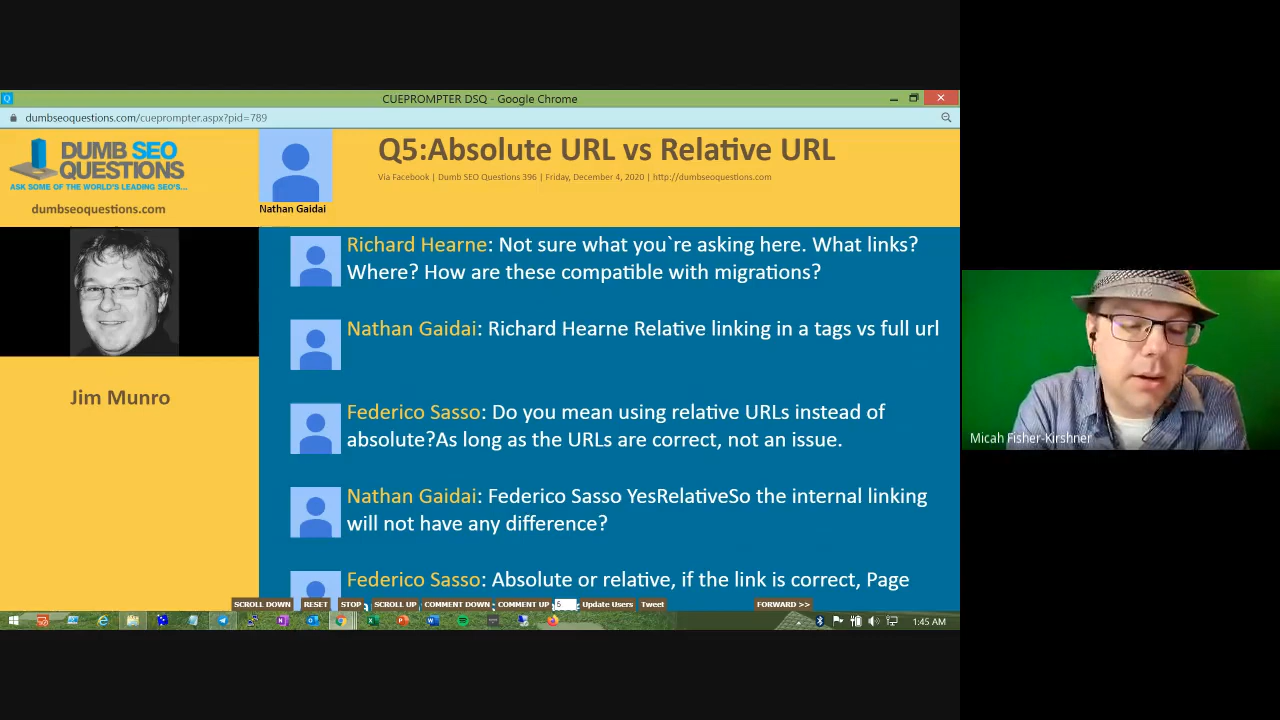 CUEPROMPTER DSQ - Google Chrome
dumbseoquestions.com/cueprompter.aspx?pid=789
DUMB SEO
QUESTIONS
ASK SOME OF THE WORLD'S LEADING SEO'S...
dumbseoquestions.com
Nathan Gaidai
Q5:Absolute URL vs Relative URL
Via Facebook | Dumb SEO Questions 396 | Friday, December 4, 2020 | http://dumbseoquestions.com
Jim Munro
Richard Hearne: Not sure what you`re asking here. What links?
Where? How are these compatible with migrations?
Nathan Gaidai: Richard Hearne Relative linking in a tags vs full url
Federico Sasso: Do you mean using relative URLs instead of
absolute?As long as the URLs are correct, not an issue.
Nathan Gaidai: Federico Sasso YesRelativeSo the internal linking
will not have any difference?
Federico Sasso: Absolute or relative, if the link is correct, Page
SCROLL DOWN RESET STOP SCROLL UP COMMENT DOWN COMMENT UP 5 Update Users Tweet FORWARD >>
1:45 AM
Micah Fisher-Kirshner